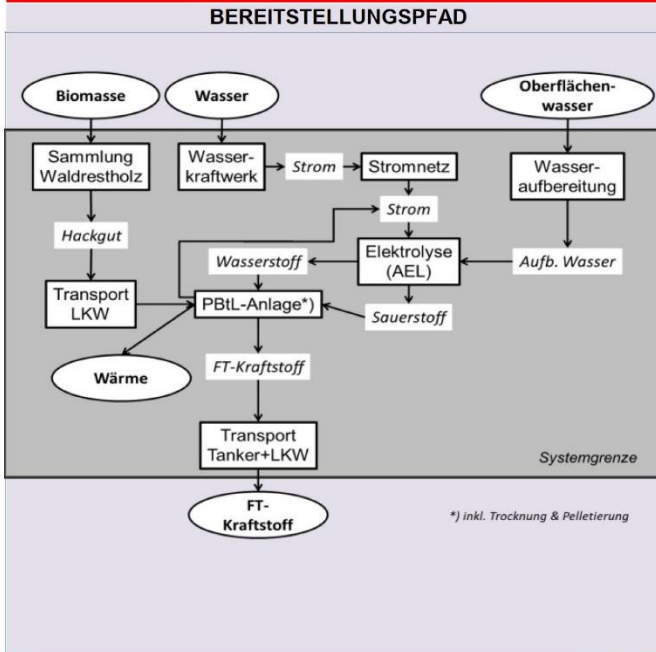 BEREITSTELLUNGSPFAD
Biomasse
Wasser
Oberflächen-
wasser
Sammlung
Waldrestholz
Wasser-
kraftwerk
Strom
Stromnetz
Wasser-
aufbereitung
Hackgut
Strom
Wasserstoff
Elektrolyse
(AEL)
Aufb. Wasser
Transport
LKW
PBtL-Anlage*)
Sauerstoff
Wärme
FT-Kraftstoff
Transport
Tanker+LKW
Systemgrenze
FT-
Kraftstoff
*) inkl. Trocknung & Pelletierung